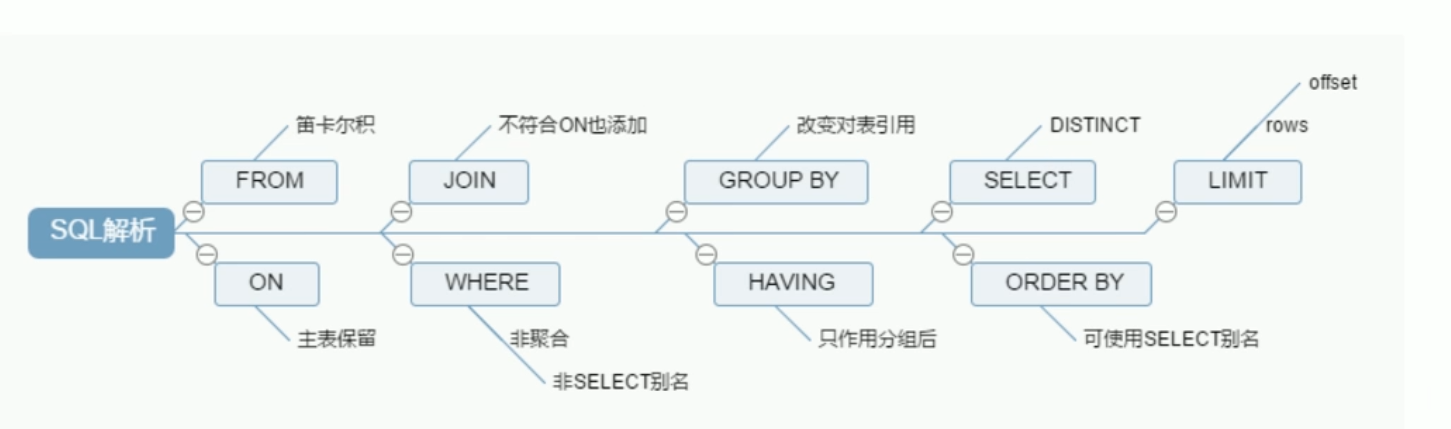 offset
笛卡尔积
不符合ON也添加
改变对表引用
DISTINCT
rows
FROM
JOIN
GROUP BY
SELECT
LIMIT
SQL解析
ON
WHERE
HAVING
ORDER BY
主表保留
非聚合
只作用分组后
可使用SELECT别名
非SELECT别名